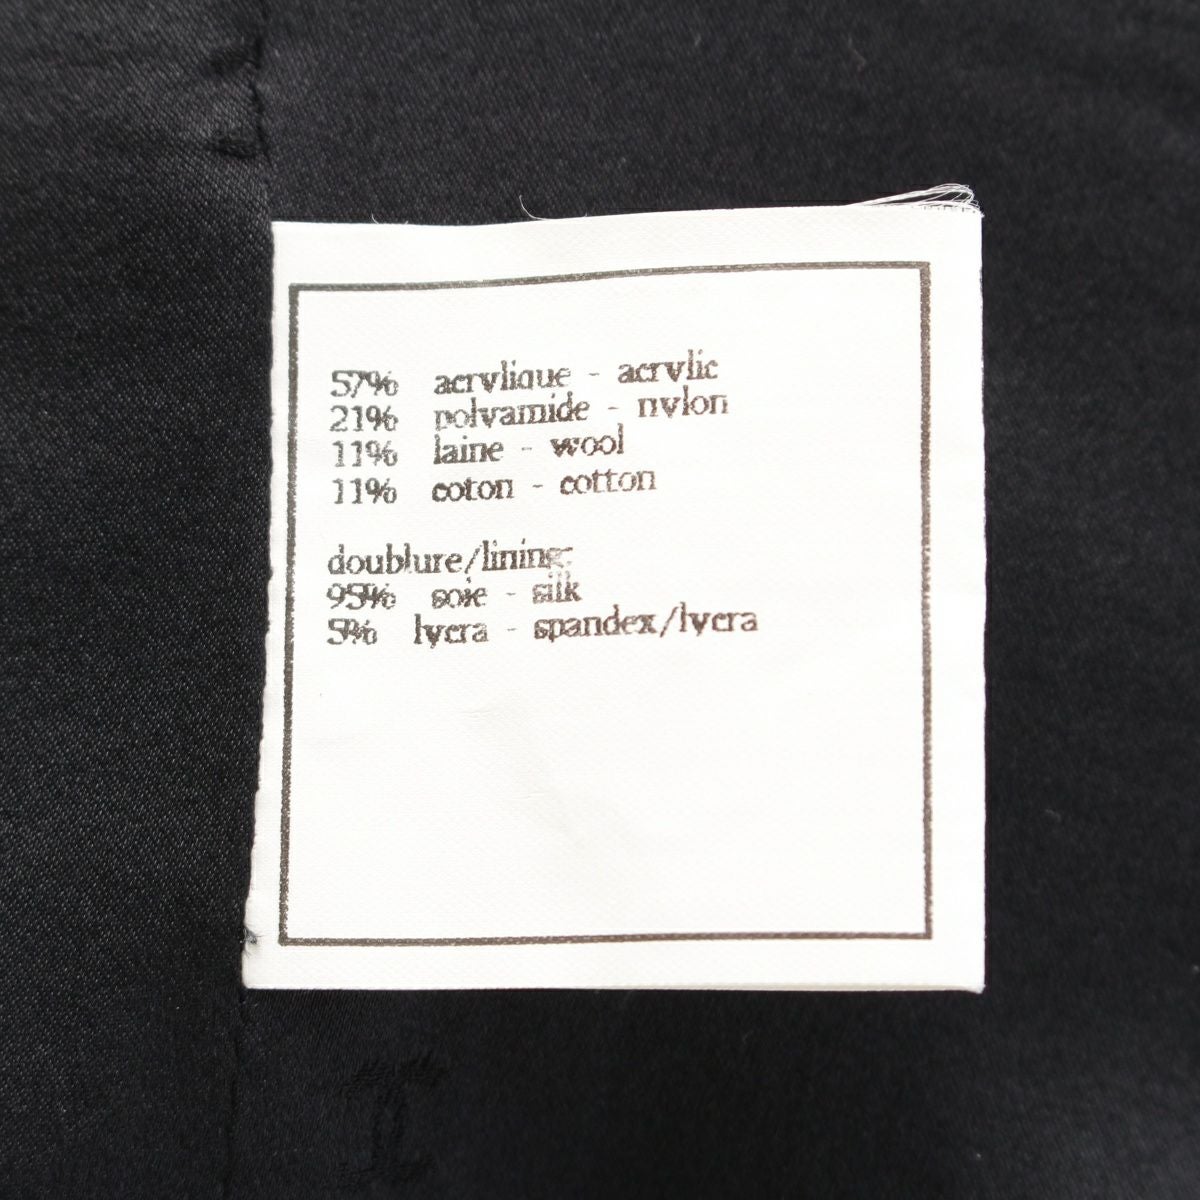 57% acrylique - acrylic
21% polyamide - nylon
11% laine - wool
11% coton - cotton
doublure/lining:
95% soie - silk
5% lycra - spandex/lycra